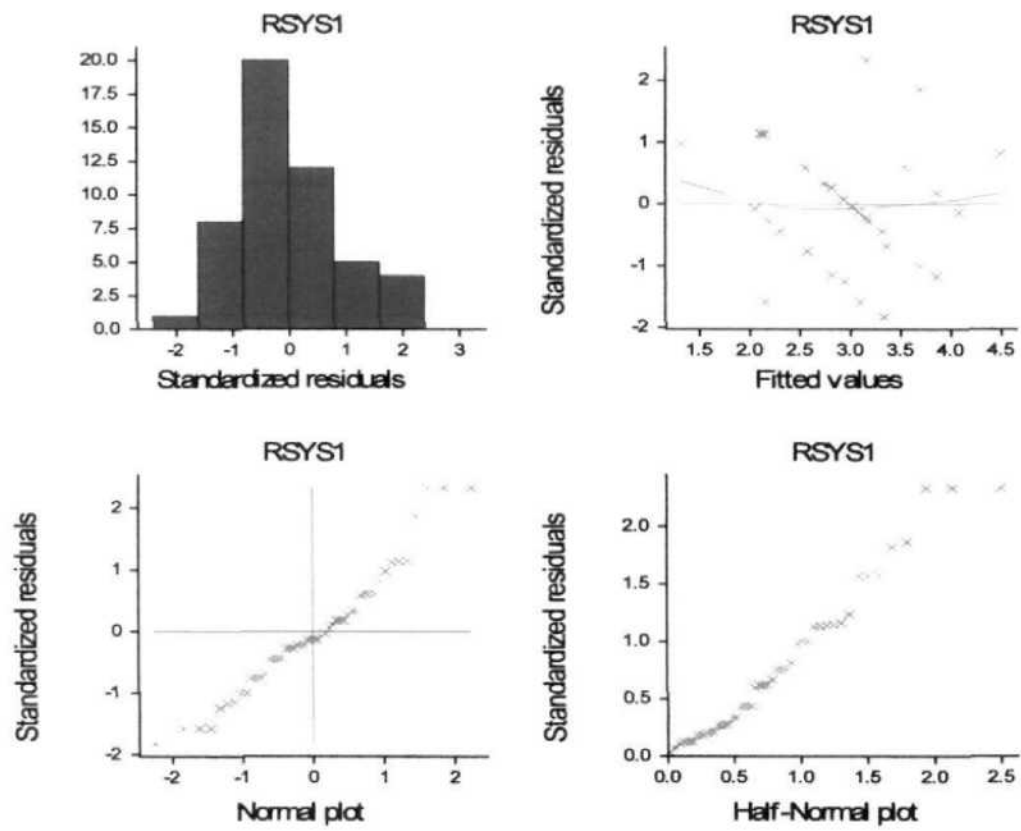 RSYS1
20.0
17.5
15.0
12.5
10.0
7.5
5.0
2.5
0.0
-2 -1 0 1 2 3
Standardized residuals
RSYS1
Standardized residuals
2
1
0
-1
-2
1.5 2.0 2.5 3.0 3.5 4.0 4.5
Fitted values
RSYS1
Standardized residuals
2
1
0
-1
-2
-2 -1 0 1 2
Normal plot
RSYS1
Standardized residuals
2.0
1.5
1.0
0.5
0.0
0.0 0.5 1.0 1.5 2.0 2.5
Half-Normal plot